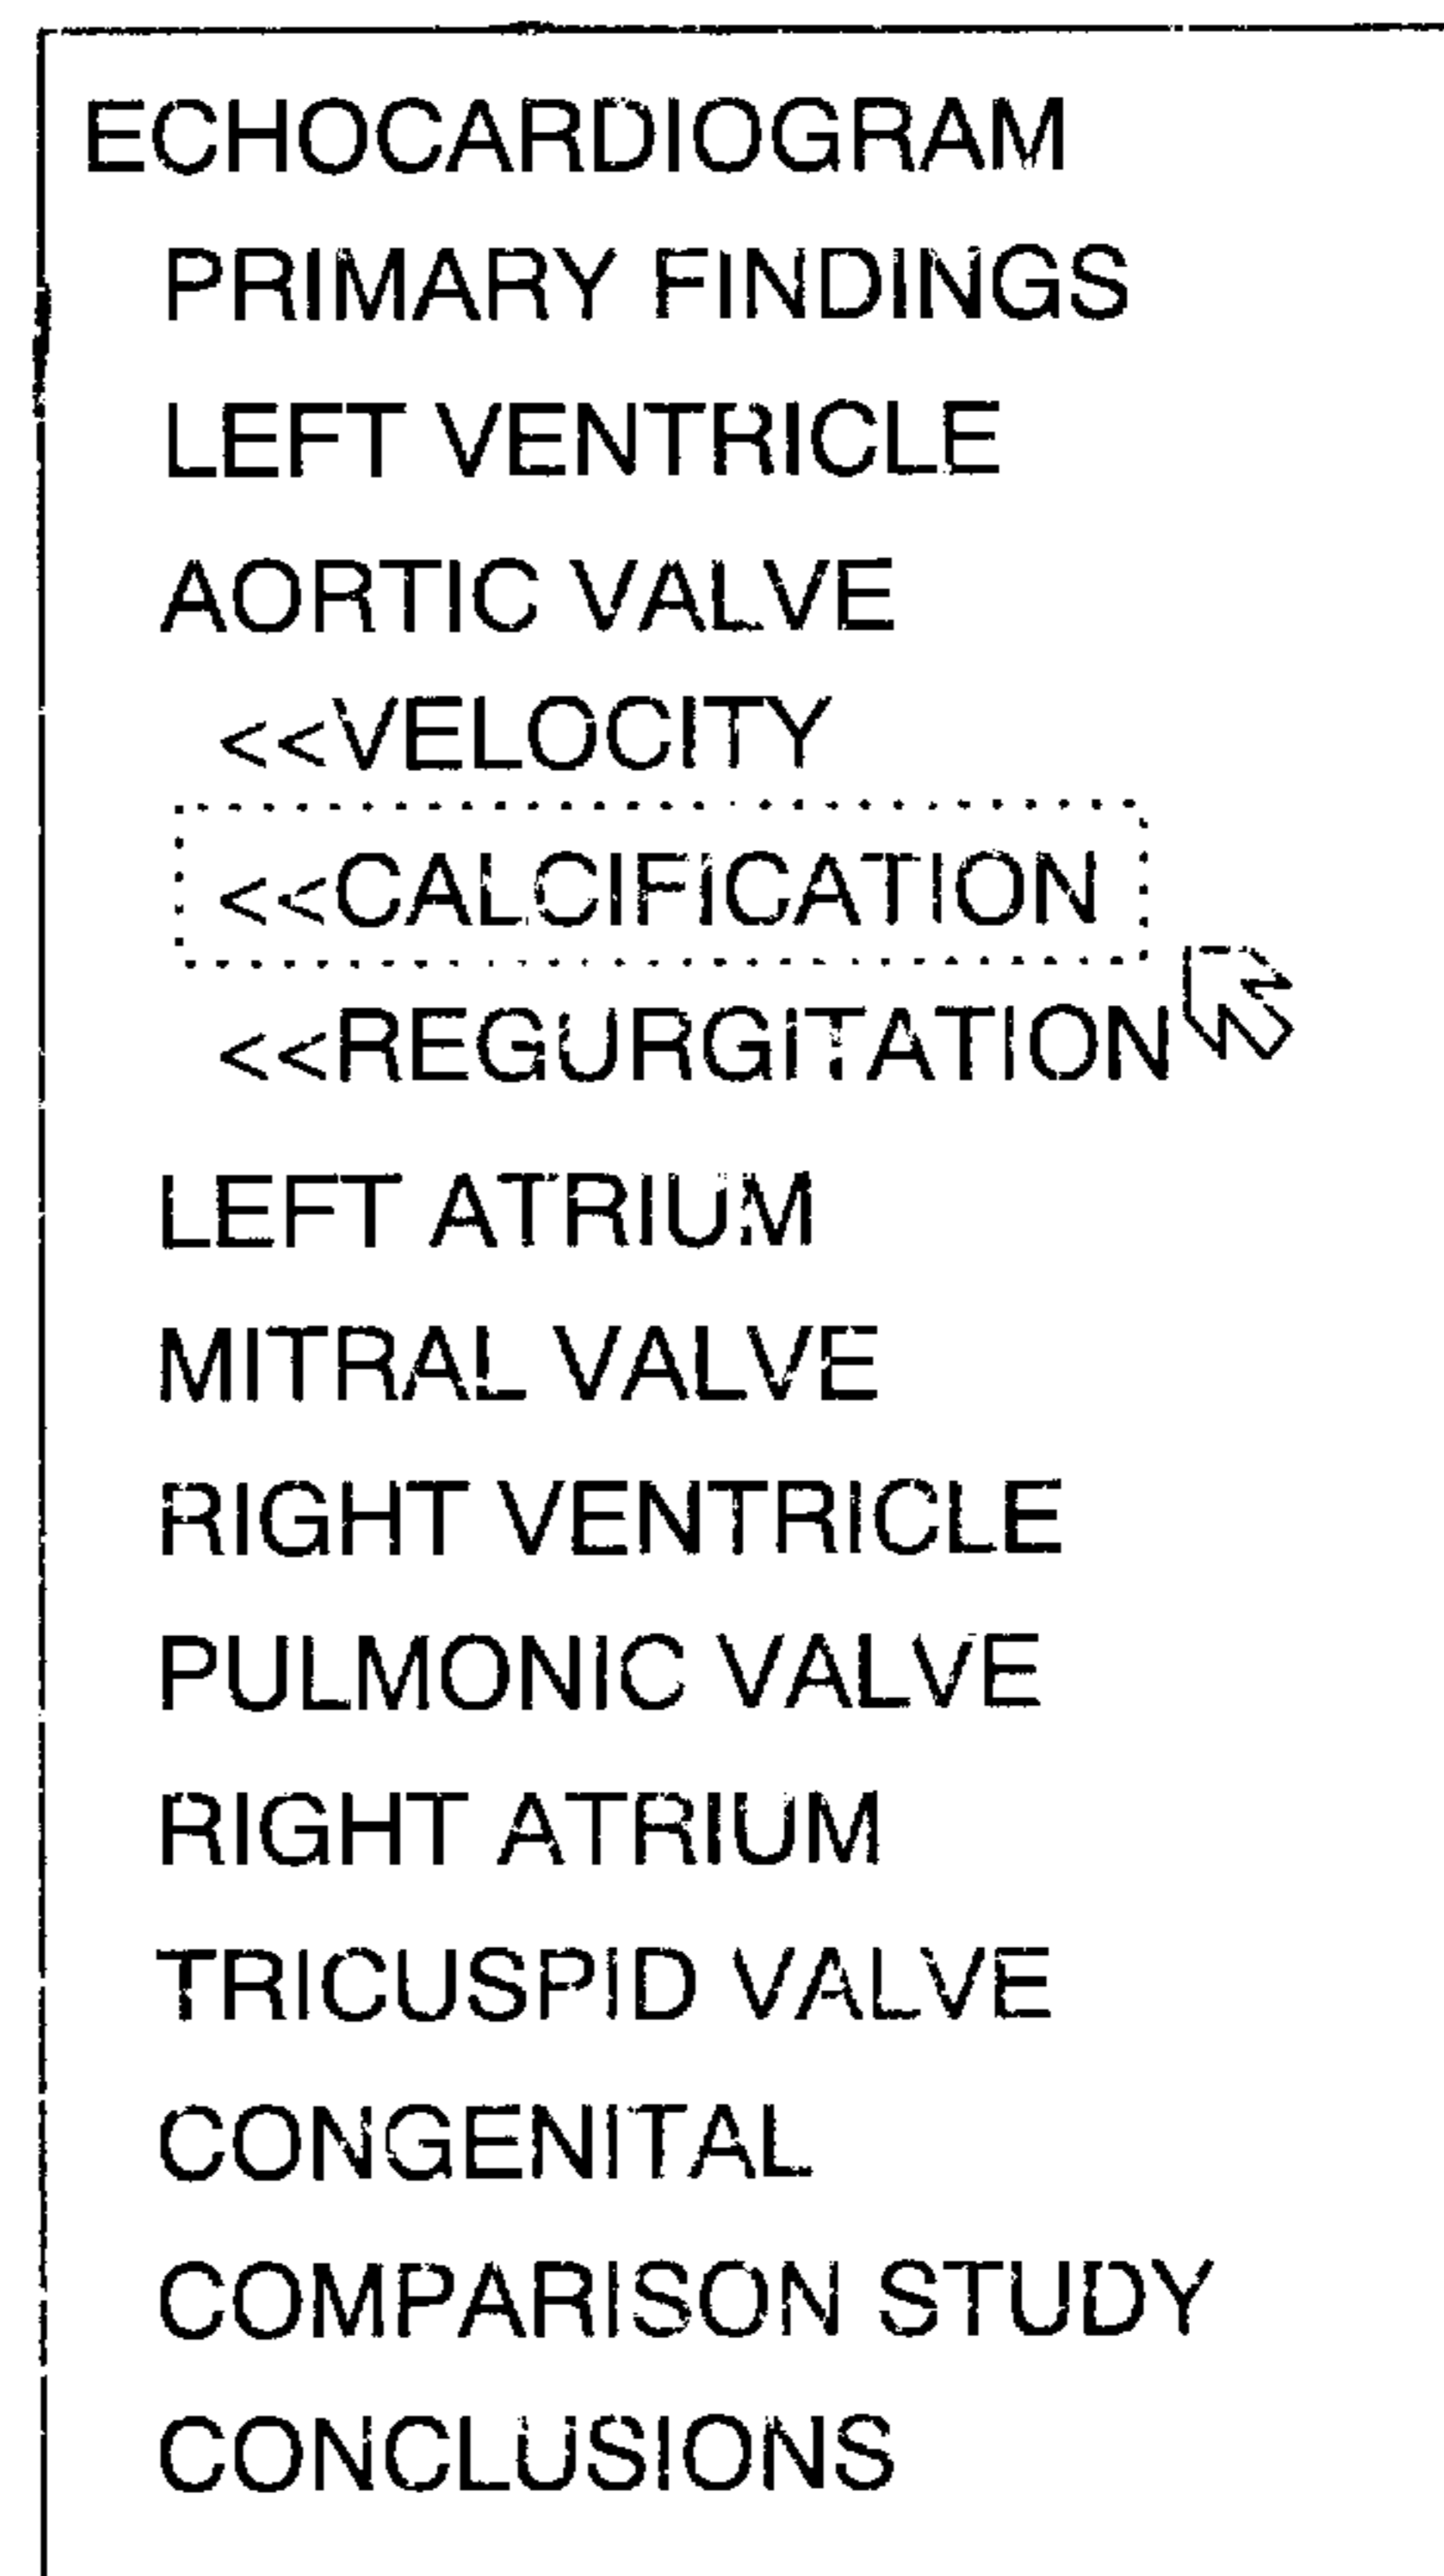 ECHOCARDIOGRAM
PRIMARY FINDINGS
LEFT VENTRICLE
AORTIC VALVE
<<VELOCITY
<<CALCIFICATION
<<REGURGITATION
LEFT ATRIUM
MITRAL VALVE
RIGHT VENTRICLE
PULMONIC VALVE
RIGHT ATRIUM
TRICUSPID VALVE
CONGENITAL
COMPARISON STUDY
CONCLUSIONS